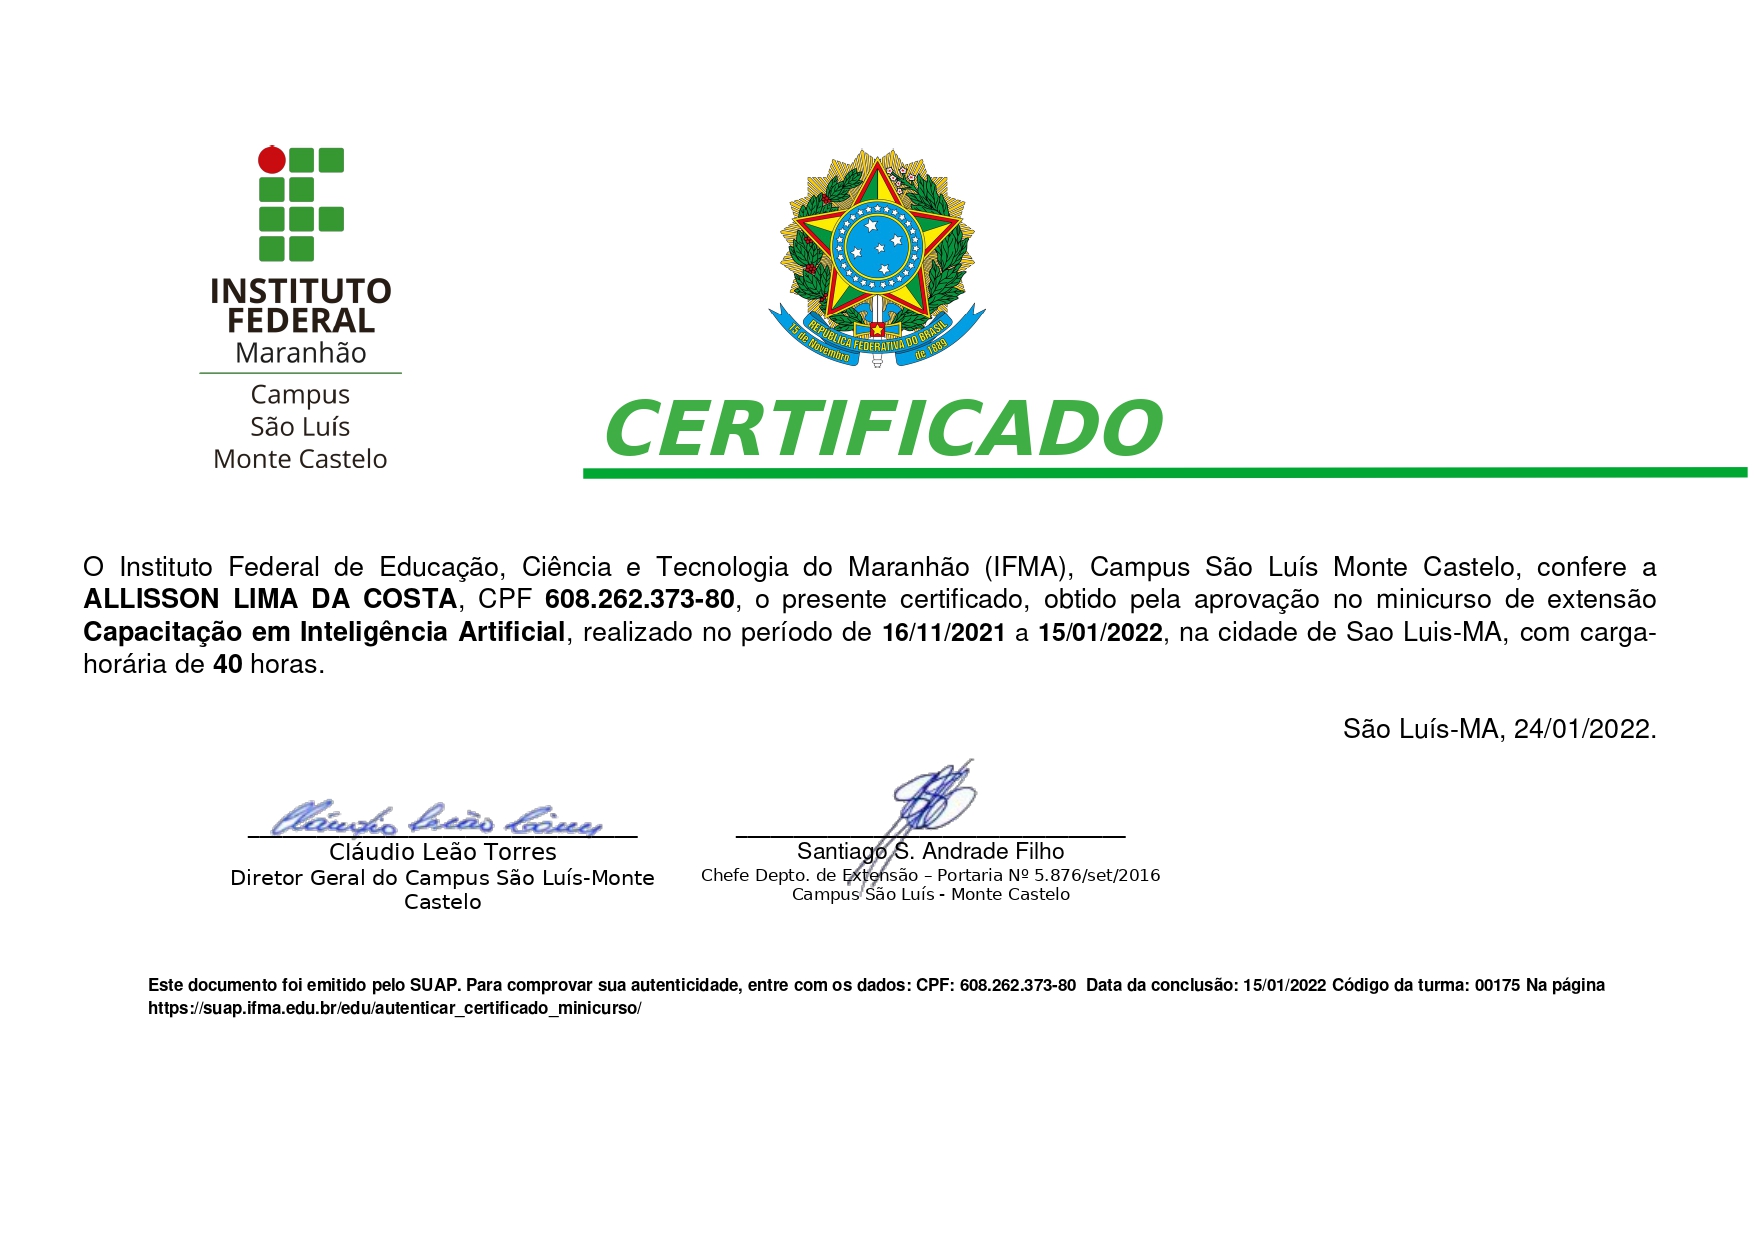 INSTITUTO
FEDERAL
Maranhão
Campus
São Luís
Monte Castelo
REPÚBLICA FEDERATIVA DO BRASIL
15 de Novembro
de 1889
CERTIFICADO
O Instituto Federal de Educação, Ciência e Tecnologia do Maranhão (IFMA), Campus São Luís Monte Castelo, confere a
ALLISSON LIMA DA COSTA, CPF 608.262.373-80, o presente certificado, obtido pela aprovação no minicurso de extensão
Capacitação em Inteligência Artificial, realizado no período de 16/11/2021 a 15/01/2022, na cidade de Sao Luis-MA, com carga-
horária de 40 horas.
São Luís-MA, 24/01/2022.
Cláudio Leão Torres
Diretor Geral do Campus São Luís-Monte
Castelo
Santiago S. Andrade Filho
Chefe Depto. de Extensão – Portaria Nº 5.876/set/2016
Campus São Luís - Monte Castelo
Este documento foi emitido pelo SUAP. Para comprovar sua autenticidade, entre com os dados: CPF: 608.262.373-80  Data da conclusão: 15/01/2022 Código da turma: 00175 Na página
https://suap.ifma.edu.br/edu/autenticar_certificado_minicurso/